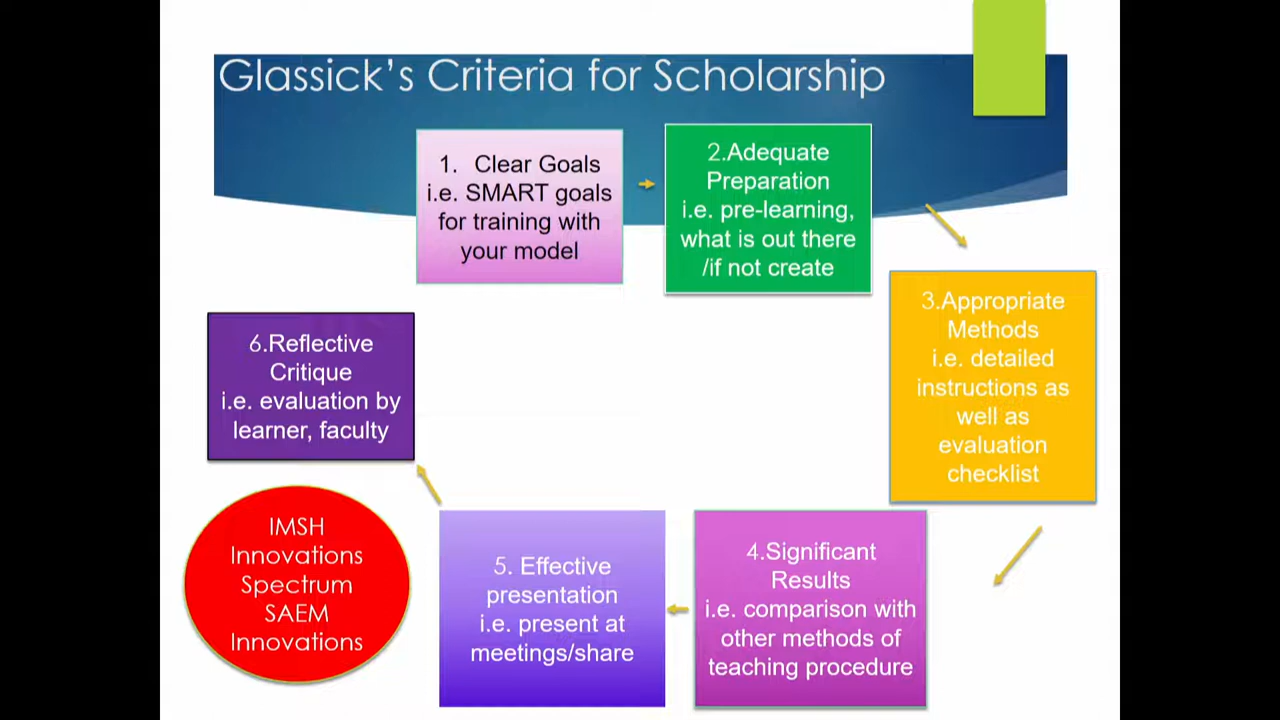 Glassick's Criteria for Scholarship
1. Clear Goals
i.e. SMART goals
for training with
your model
2.Adequate
Preparation
i.e. pre-learning,
what is out there
/if not create
3.Appropriate
Methods
i.e. detailed
instructions as
well as
evaluation
checklist
4.Significant
Results
i.e. comparison with
other methods of
teaching procedure
5. Effective
presentation
i.e. present at
meetings/share
6.Reflective
Critique
i.e. evaluation by
learner, faculty
IMSH
Innovations
Spectrum
SAEM
Innovations